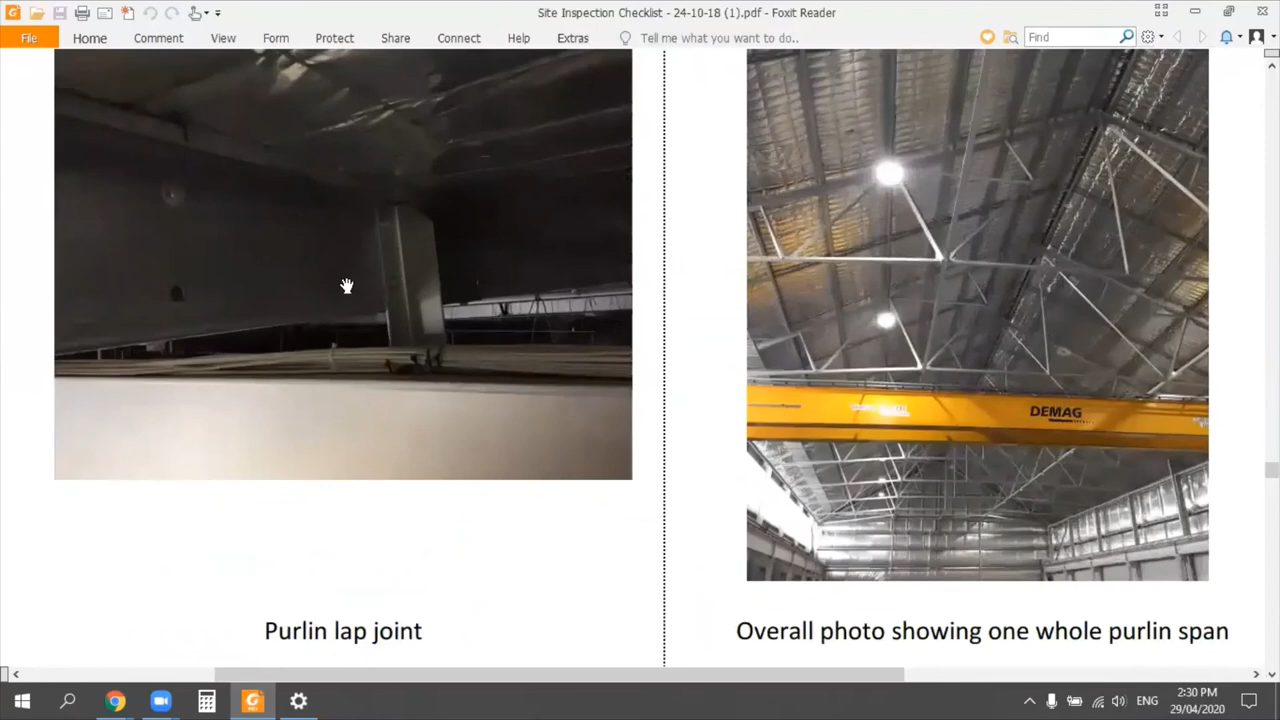 Site Inspection Checklist - 24-10-18 (1).pdf - Foxit Reader
File Home Comment View Form Protect Share Connect Help Extras Tell me what you want to do.. Find
DEMAG
Purlin lap joint
Overall photo showing one whole purlin span
ENG
2:30 PM
29/04/2020